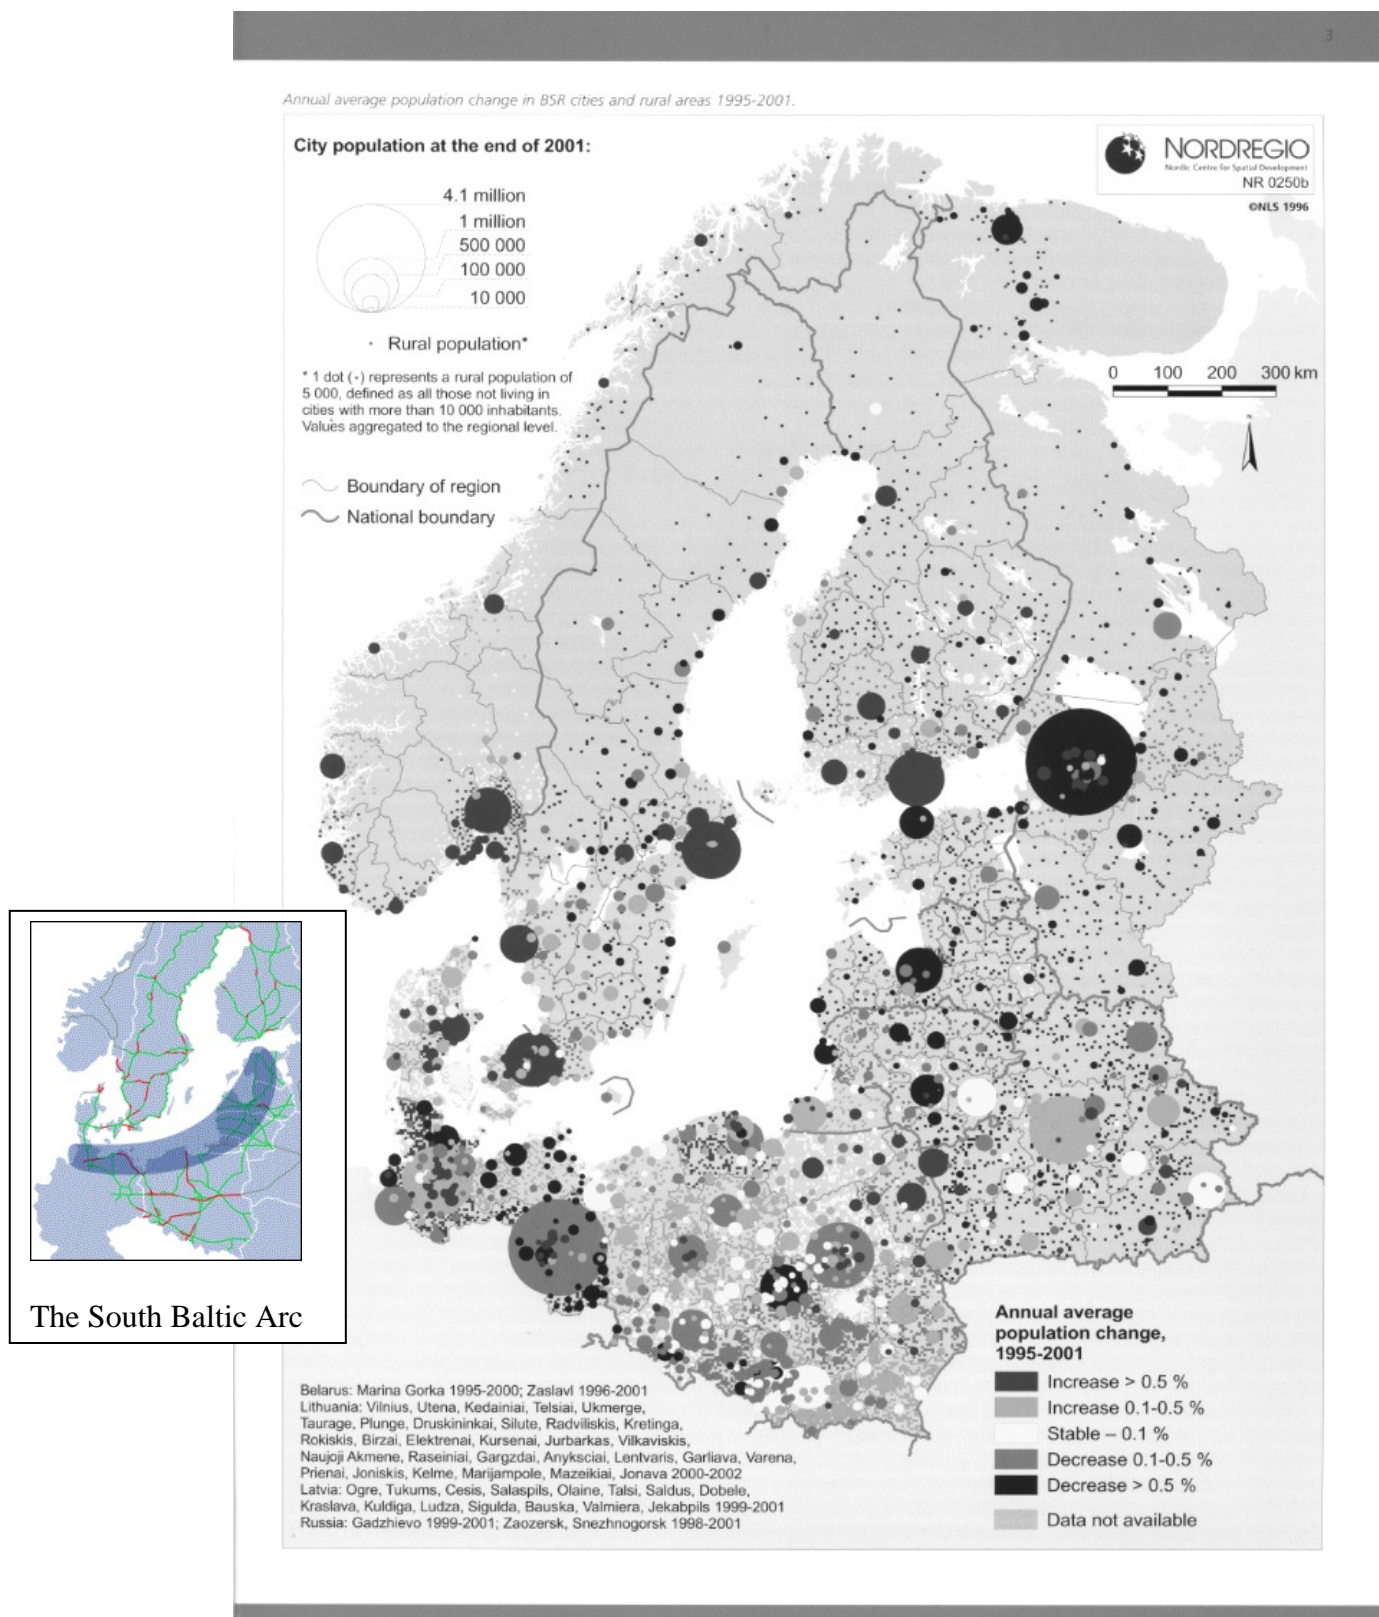 3
Annual average population change in BSR cities and rural areas 1995-2001.
City population at the end of 2001:
4.1 million
1 million
500 000
100 000
10 000
Rural population*
* 1 dot (•) represents a rural population of
5 000, defined as all those not living in
cities with more than 10 000 inhabitants.
Values aggregated to the regional level.
Boundary of region
National boundary
NORDREGIO
Nordic Centre for Spatial Development
NR 0250b
©NLS 1996
0 100 200 300 km
N
The South Baltic Arc
Annual average
population change,
1995-2001
Increase > 0.5 %
Increase 0.1-0.5 %
Stable – 0.1 %
Decrease 0.1-0.5 %
Decrease > 0.5 %
Data not available
Belarus: Marina Gorka 1995-2000; Zaslavl 1996-2001
Lithuania: Vilnius, Utena, Kedainiai, Telsiai, Ukmerge,
Taurage, Plunge, Druskininkai, Silute, Radviliskis, Kretinga,
Rokiskis, Birzai, Elektrenai, Kursenai, Jurbarkas, Vilkaviskis,
Naujoji Akmene, Raseiniai, Gargzdai, Anyksciai, Lentvaris, Garliava, Varena,
Prienai, Joniskis, Kelme, Marijampole, Mazeikiai, Jonava 2000-2002
Latvia: Ogre, Tukums, Cesis, Salaspils, Olaine, Talsi, Saldus, Dobele,
Kraslava, Kuldiga, Ludza, Sigulda, Bauska, Valmiera, Jekabpils 1999-2001
Russia: Gadzhievo 1999-2001; Zaozersk, Snezhnogorsk 1998-2001